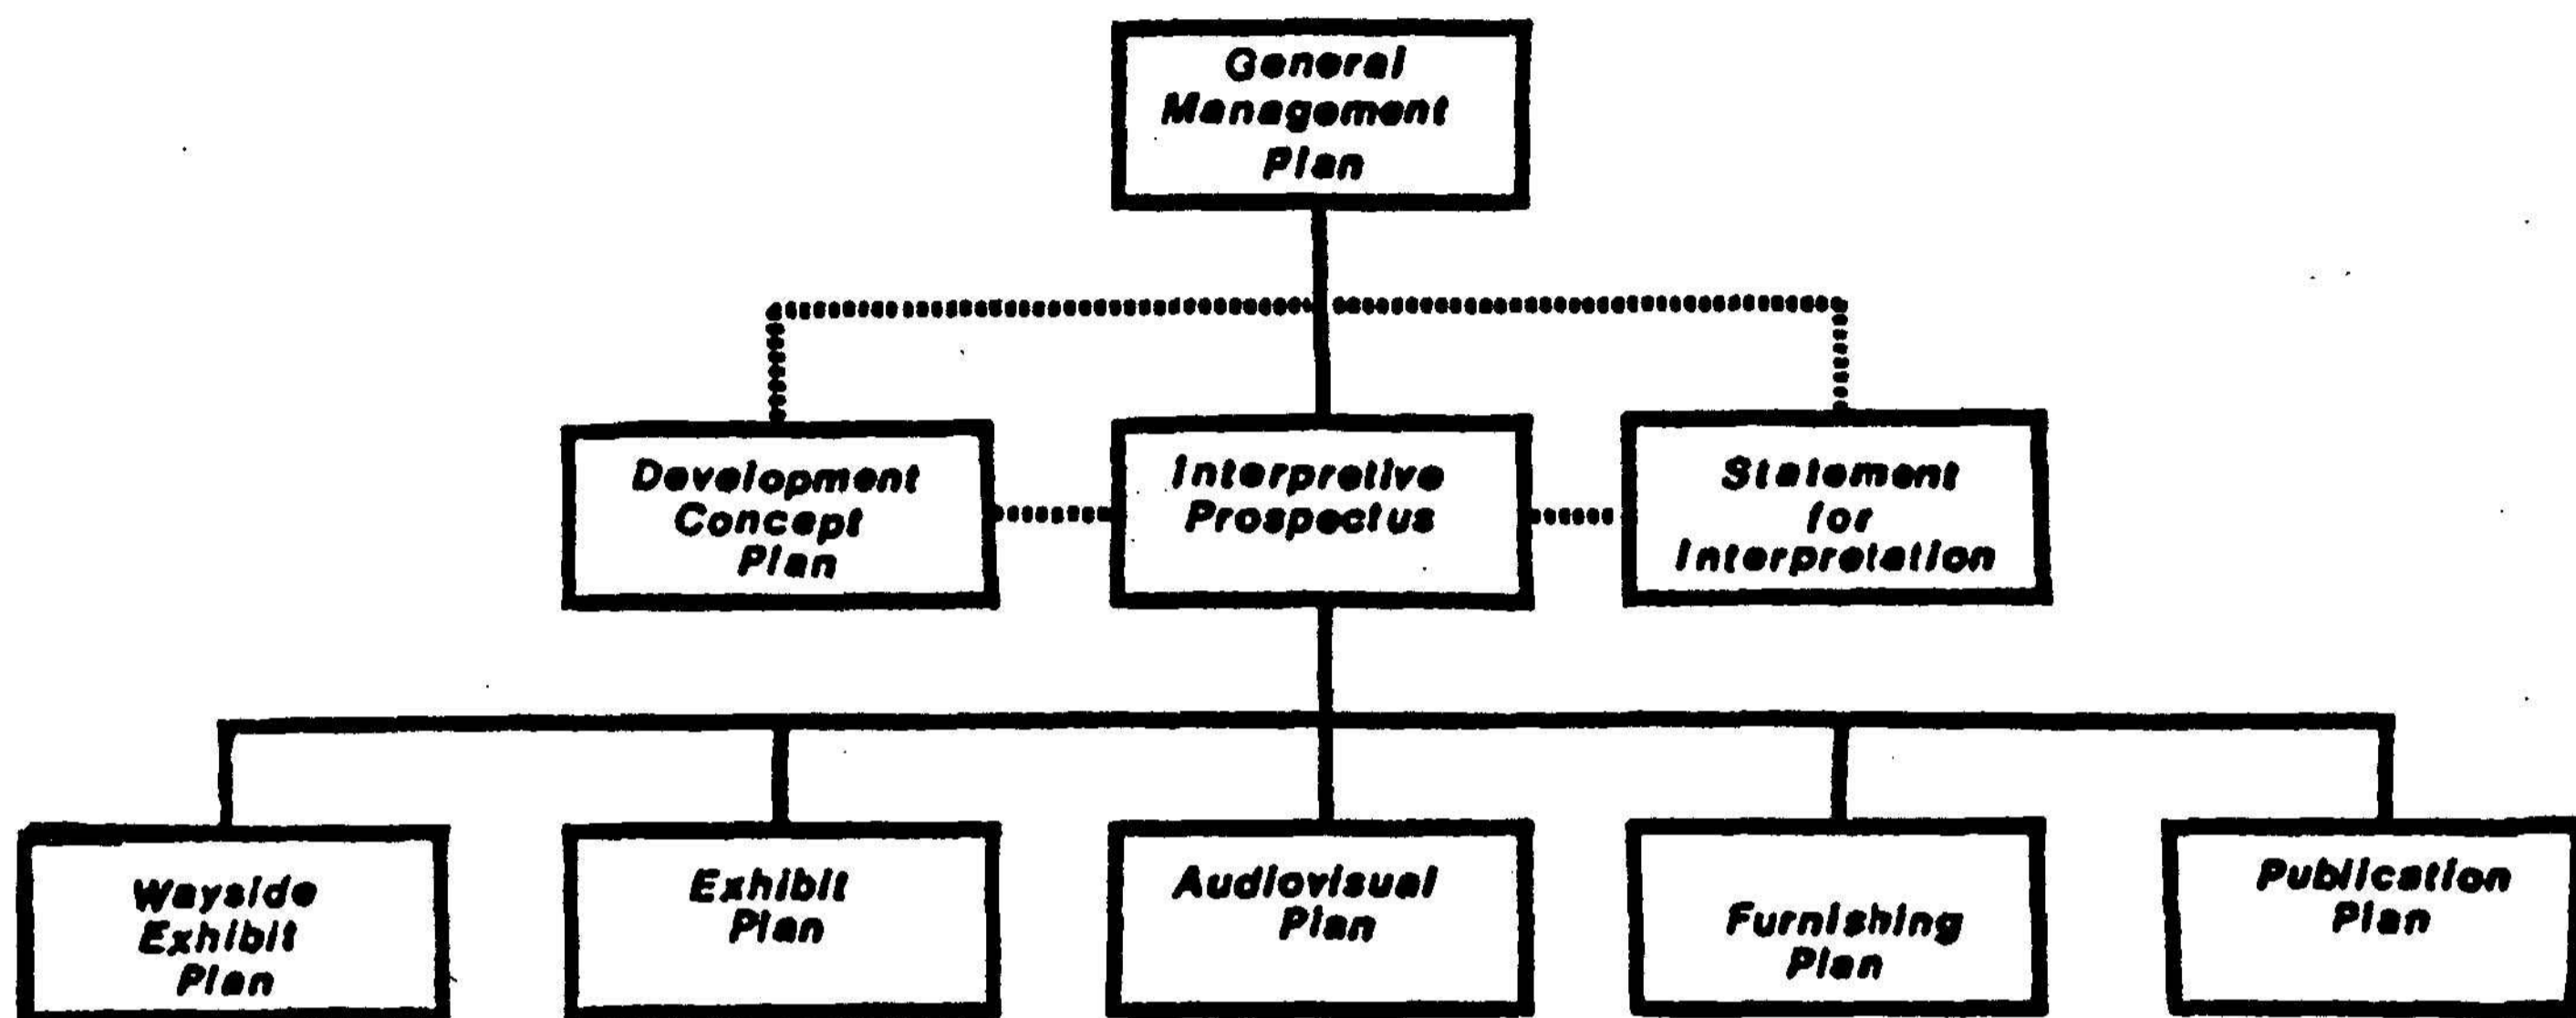 General
Management
Plan
Development
Concept
Plan
Interpretive
Prospectus
Statement
for
Interpretation
Wayside
Exhibit
Plan
Exhibit
Plan
Audiovisual
Plan
Furnishing
Plan
Publication
Plan